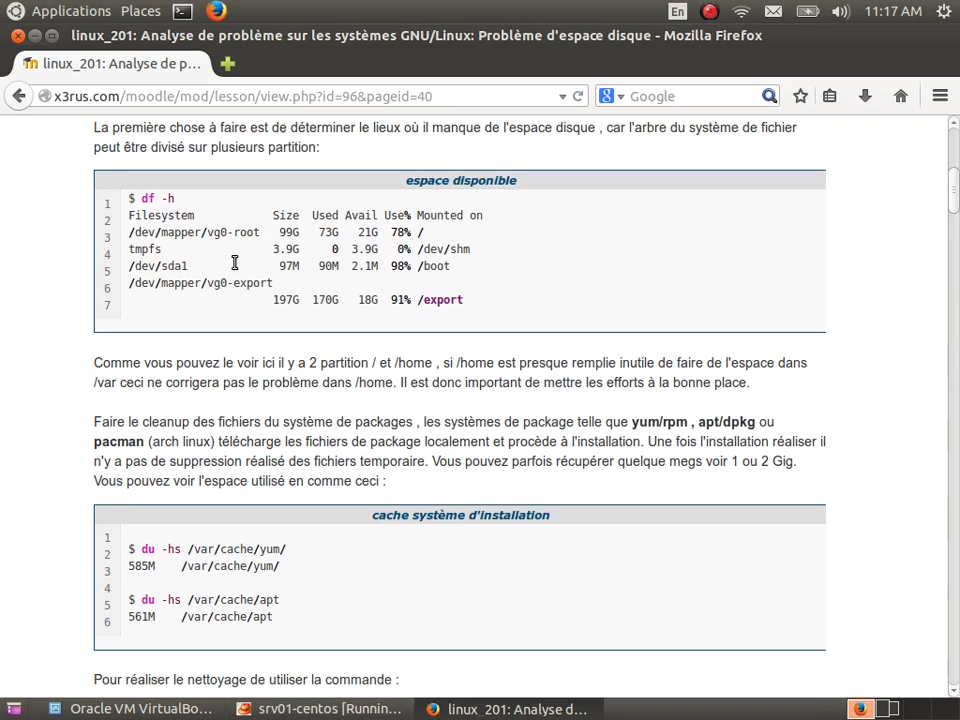 Applications Places En 11:17 AM
linux_201: Analyse de problème sur les systèmes GNU/Linux: Problème d'espace disque - Mozilla Firefox
linux_201: Analyse de p...
x3rus.com/moodle/mod/lesson/view.php?id=96&pageid=40 Google
La première chose à faire est de déterminer le lieux où il manque de l'espace disque , car l'arbre du système de fichier
peut être divisé sur plusieurs partition:
espace disponible
1 $ df -h
2 Filesystem Size Used Avail Use% Mounted on
3 /dev/mapper/vg0-root 99G 73G 21G 78% /
4 tmpfs 3.9G 0 3.9G 0% /dev/shm
5 /dev/sda1 97M 90M 2.1M 98% /boot
6 /dev/mapper/vg0-export
7 197G 170G 18G 91% /export
Comme vous pouvez le voir ici il y a 2 partition / et /home , si /home est presque remplie inutile de faire de l'espace dans
/var ceci ne corrigera pas le problème dans /home. Il est donc important de mettre les efforts à la bonne place.
Faire le cleanup des fichiers du système de packages , les systèmes de package telle que yum/rpm , apt/dpkg ou
pacman (arch linux) télécharge les fichiers de package localement et procède à l'installation. Une fois l'installation réaliser il
n'y a pas de suppression réalisé des fichiers temporaire. Vous pouvez parfois récupérer quelque megs voir 1 ou 2 Gig.
Vous pouvez voir l'espace utilisé en comme ceci :
cache système d'installation
1
2 $ du -hs /var/cache/yum/
3 585M /var/cache/yum/
4
5 $ du -hs /var/cache/apt
6 561M /var/cache/apt
Pour réaliser le nettoyage de utiliser la commande :
Oracle VM VirtualBo... srv01-centos [Running... linux_201: Analyse d...